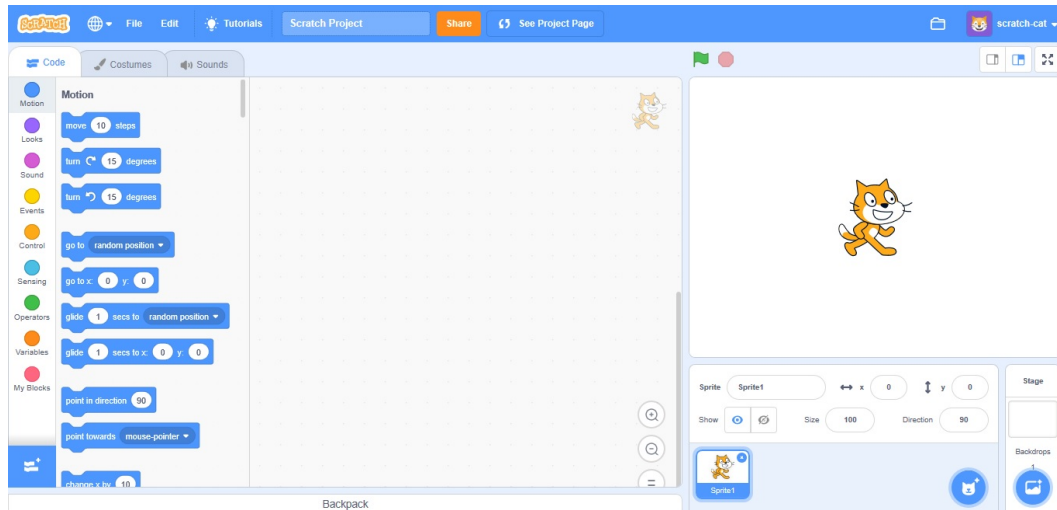 SCRATCH File Edit Tutorials Scratch Project Share See Project Page scratch-cat
Code Costumes Sounds
Motion
Looks
Sound
Events
Control
Sensing
Operators
Variables
My Blocks
Motion
move 10 steps
turn 15 degrees
turn 15 degrees
go to random position
go to x: 0 y: 0
glide 1 secs to random position
glide 1 secs to x: 0 y: 0
point in direction 90
point towards mouse-pointer
change x by 10
Backpack
Sprite Sprite1 x 0 y 0
Show Size 100 Direction 90
Sprite1
Stage
Backdrops
1